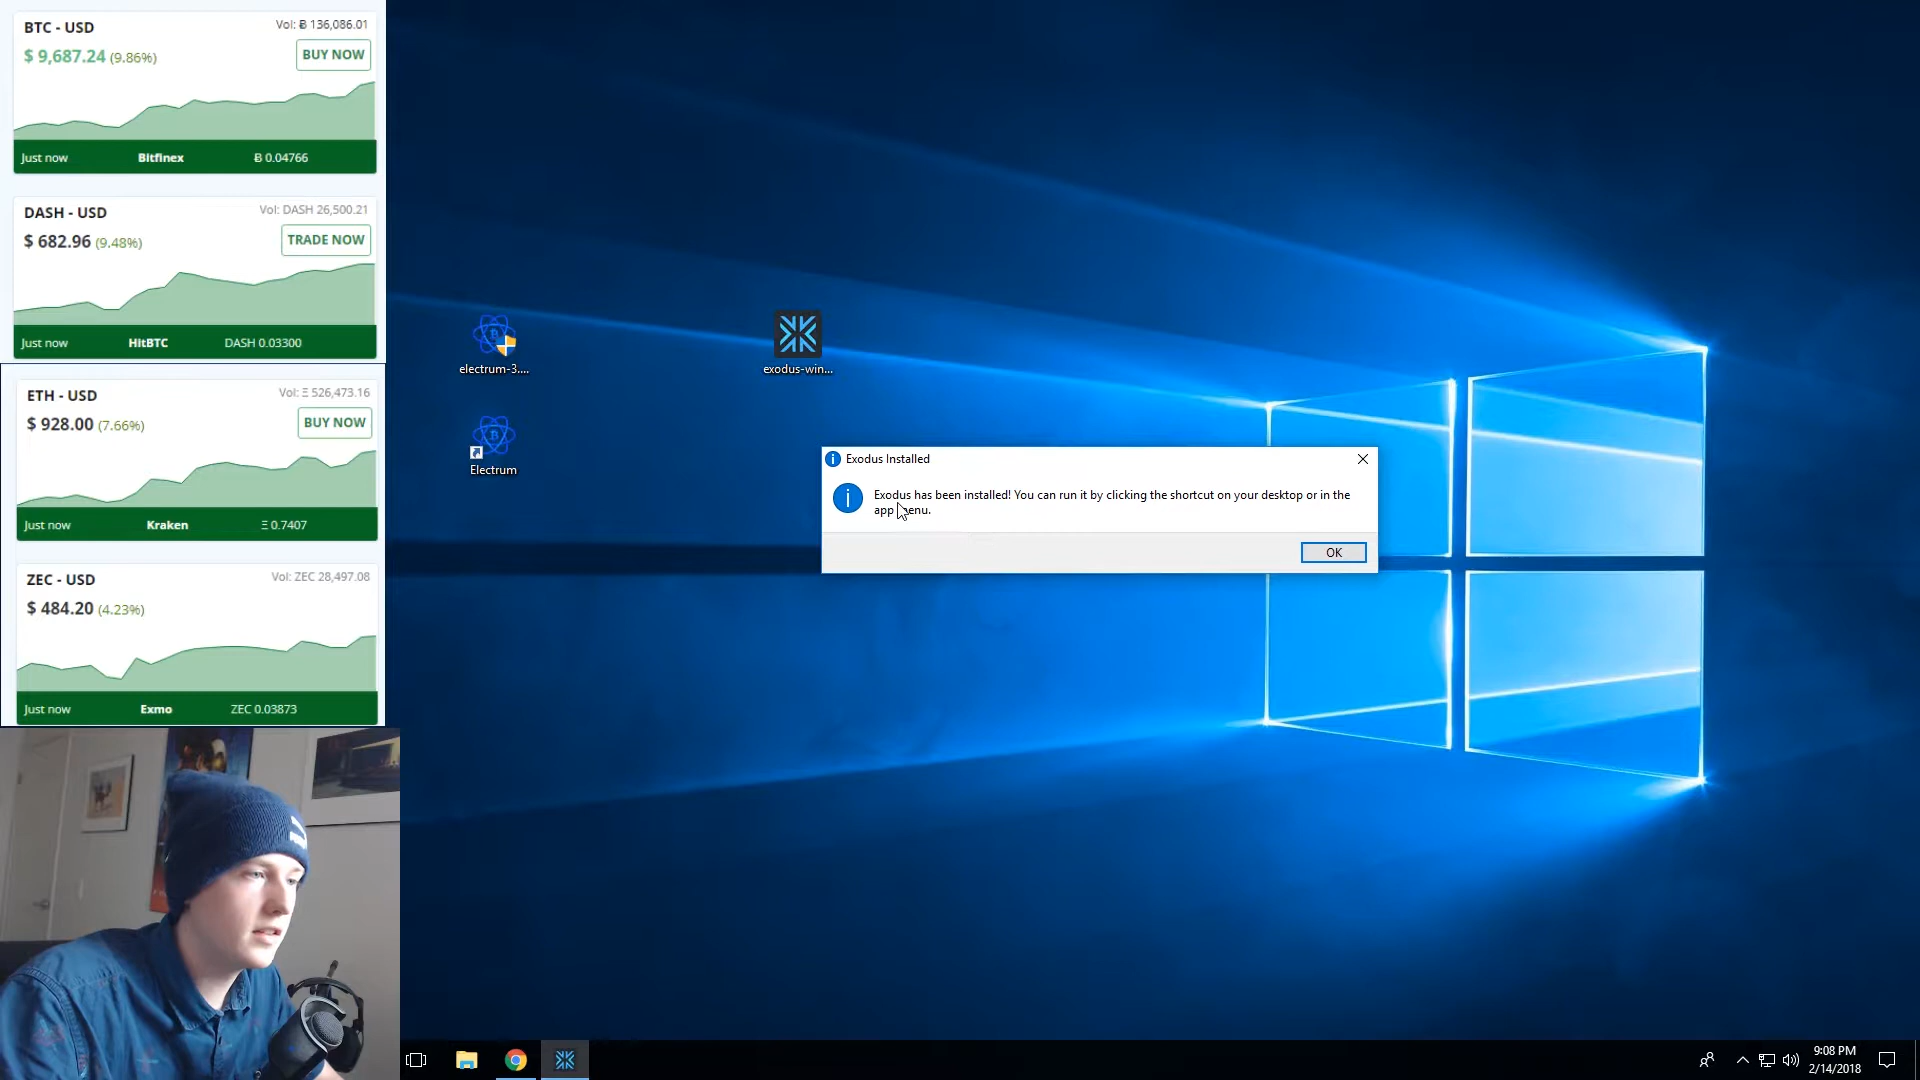 BTC - USD
Vol: Ƀ 136,086.01
$ 9,687.24 (9.86%)
BUY NOW
Just now Bitfinex Ƀ 0.04766
DASH - USD
Vol: DASH 26,500.21
$ 682.96 (9.48%)
TRADE NOW
Just now HitBTC DASH 0.03300
ETH - USD
Vol: Ξ 526,473.16
$ 928.00 (7.66%)
BUY NOW
Just now Kraken Ξ 0.7407
ZEC - USD
Vol: ZEC 28,497.08
$ 484.20 (4.23%)
Just now Exmo ZEC 0.03873
electrum-3....
exodus-win...
Electrum
Exodus Installed
Exodus has been installed! You can run it by clicking the shortcut on your desktop or in the
app menu.
OK
9:08 PM
2/14/2018